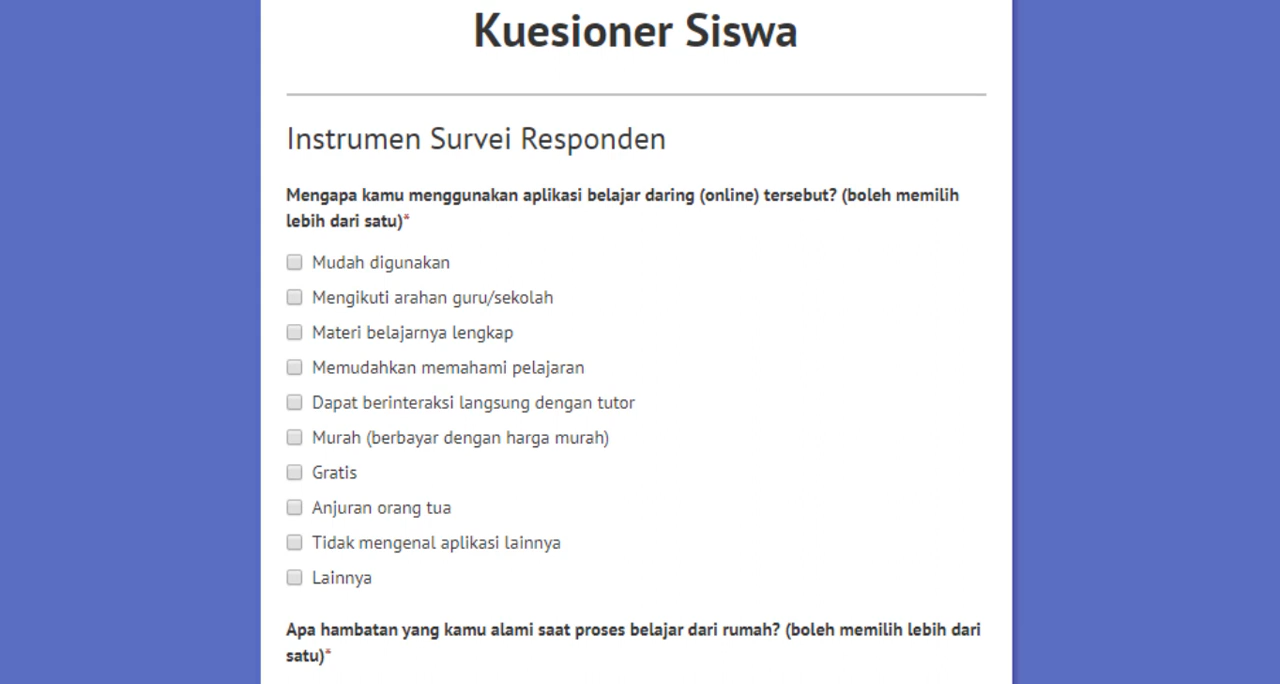 Kuesioner Siswa
Instrumen Survei Responden
Mengapa kamu menggunakan aplikasi belajar daring (online) tersebut? (boleh memilih
lebih dari satu)*
Mudah digunakan
Mengikuti arahan guru/sekolah
Materi belajarnya lengkap
Memudahkan memahami pelajaran
Dapat berinteraksi langsung dengan tutor
Murah (berbayar dengan harga murah)
Gratis
Anjuran orang tua
Tidak mengenal aplikasi lainnya
Lainnya
Apa hambatan yang kamu alami saat proses belajar dari rumah? (boleh memilih lebih dari
satu)*